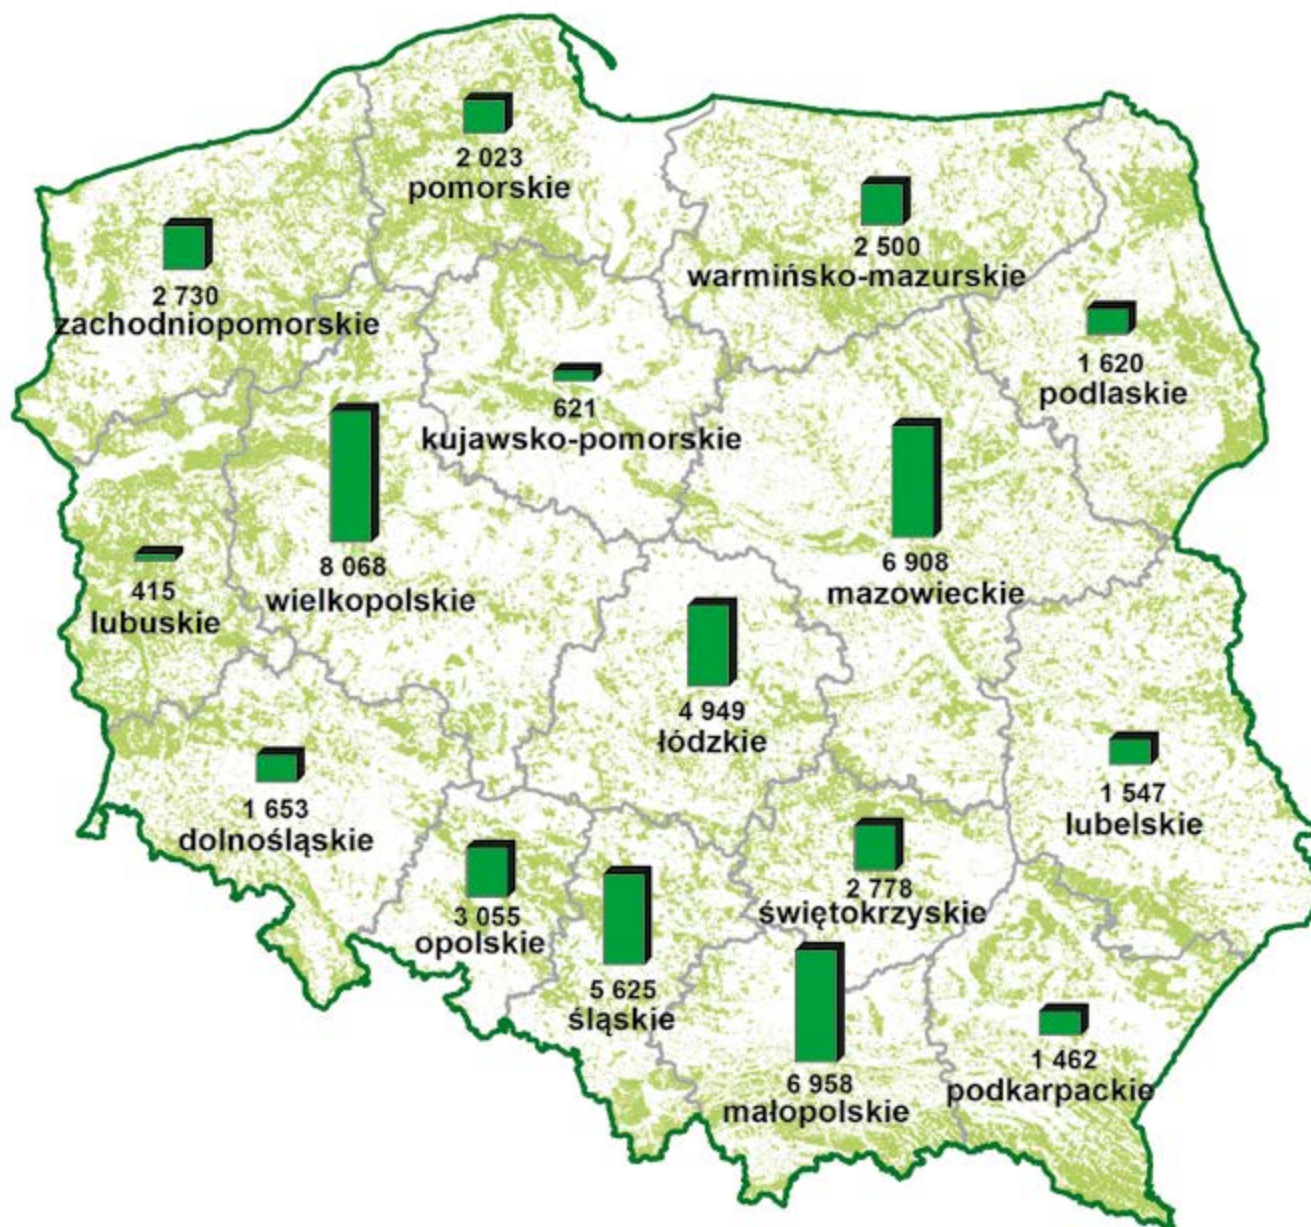 2 023
pomorskie
2 500
warmińsko-mazurskie
2 730
zachodniopomorskie
1 620
podlaskie
621
kujawsko-pomorskie
8 068
wielkopolskie
6 908
mazowieckie
415
lubuskie
4 949
łódzkie
1 653
dolnośląskie
1 547
lubelskie
3 055
opolskie
2 778
świętokrzyskie
5 625
śląskie
1 462
podkarpackie
6 958
małopolskie